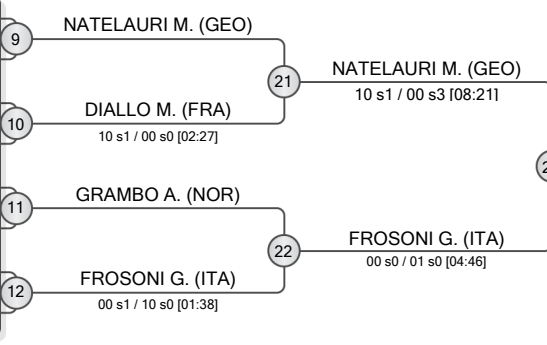 NATELAURI M. (GEO)
9
21
NATELAURI M. (GEO)
10 s1 / 00 s3 [08:21]
DIALLO M. (FRA)
10
10 s1 / 00 s0 [02:27]
GRAMBO A. (NOR)
11
22
FROSONI G. (ITA)
00 s0 / 01 s0 [04:46]
FROSONI G. (ITA)
12
00 s1 / 10 s0 [01:38]